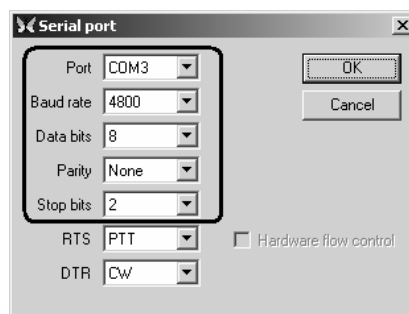 Serial port
Port COM3 OK
Baud rate 4800 Cancel
Data bits 8
Parity None
Stop bits 2
RTS PTT Hardware flow control
DTR CW